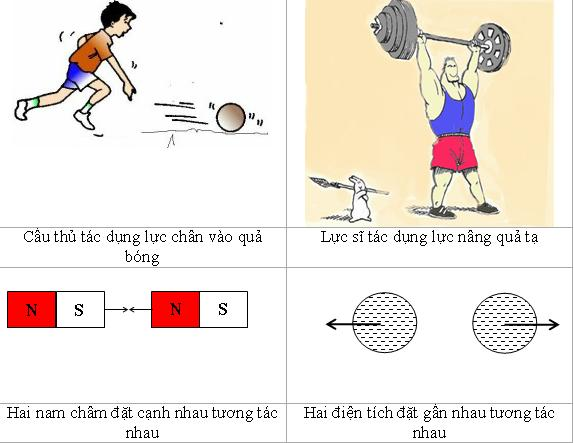 Cầu thủ tác dụng lực chân vào quả
bóng
Lực sĩ tác dụng lực nâng quả tạ
N S N S
Hai nam châm đặt cạnh nhau tương tác
nhau
Hai điện tích đặt gần nhau tương tác
nhau